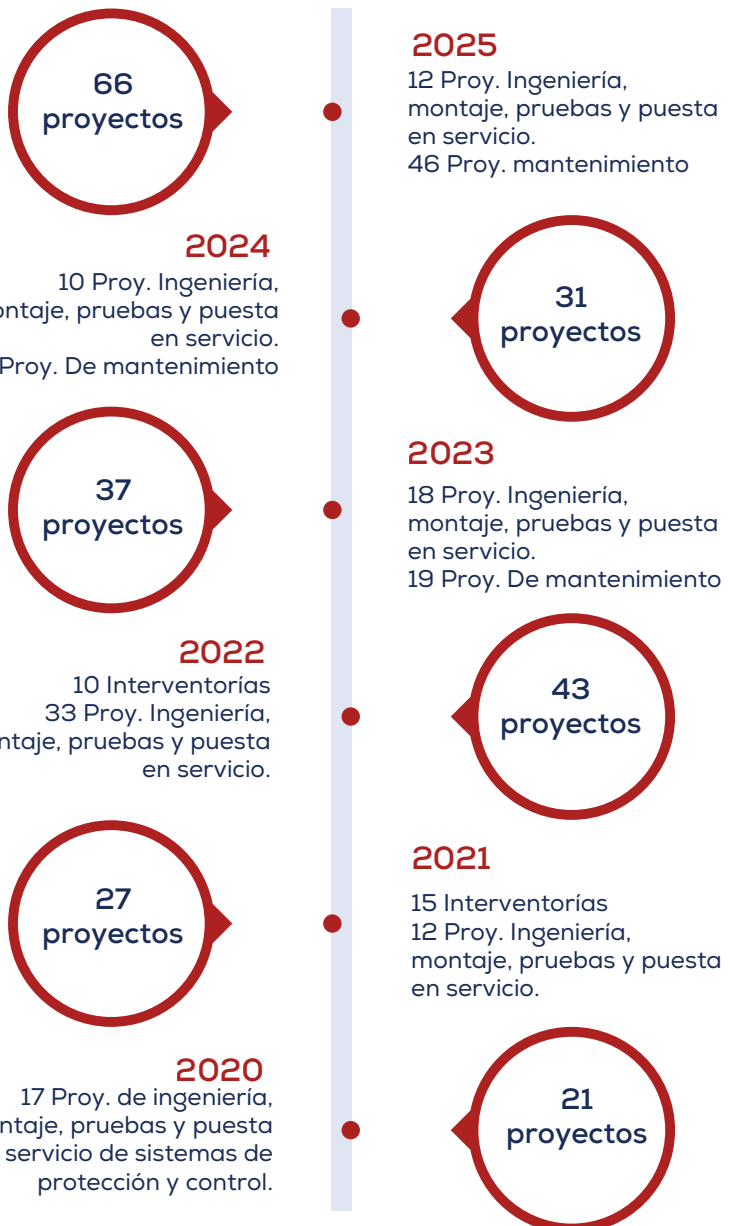 66
proyectos
2025
12 Proy. Ingeniería,
montaje, pruebas y puesta
en servicio.
46 Proy. mantenimiento
2024
10 Proy. Ingeniería,
ontaje, pruebas y puesta
en servicio.
Proy. De mantenimiento
31
proyectos
37
proyectos
2023
18 Proy. Ingeniería,
montaje, pruebas y puesta
en servicio.
19 Proy. De mantenimiento
2022
10 Interventorías
33 Proy. Ingeniería,
ntaje, pruebas y puesta
en servicio.
43
proyectos
27
proyectos
2021
15 Interventorías
12 Proy. Ingeniería,
montaje, pruebas y puesta
en servicio.
2020
17 Proy. de ingeniería,
ntaje, pruebas y puesta
servicio de sistemas de
protección y control.
21
proyectos